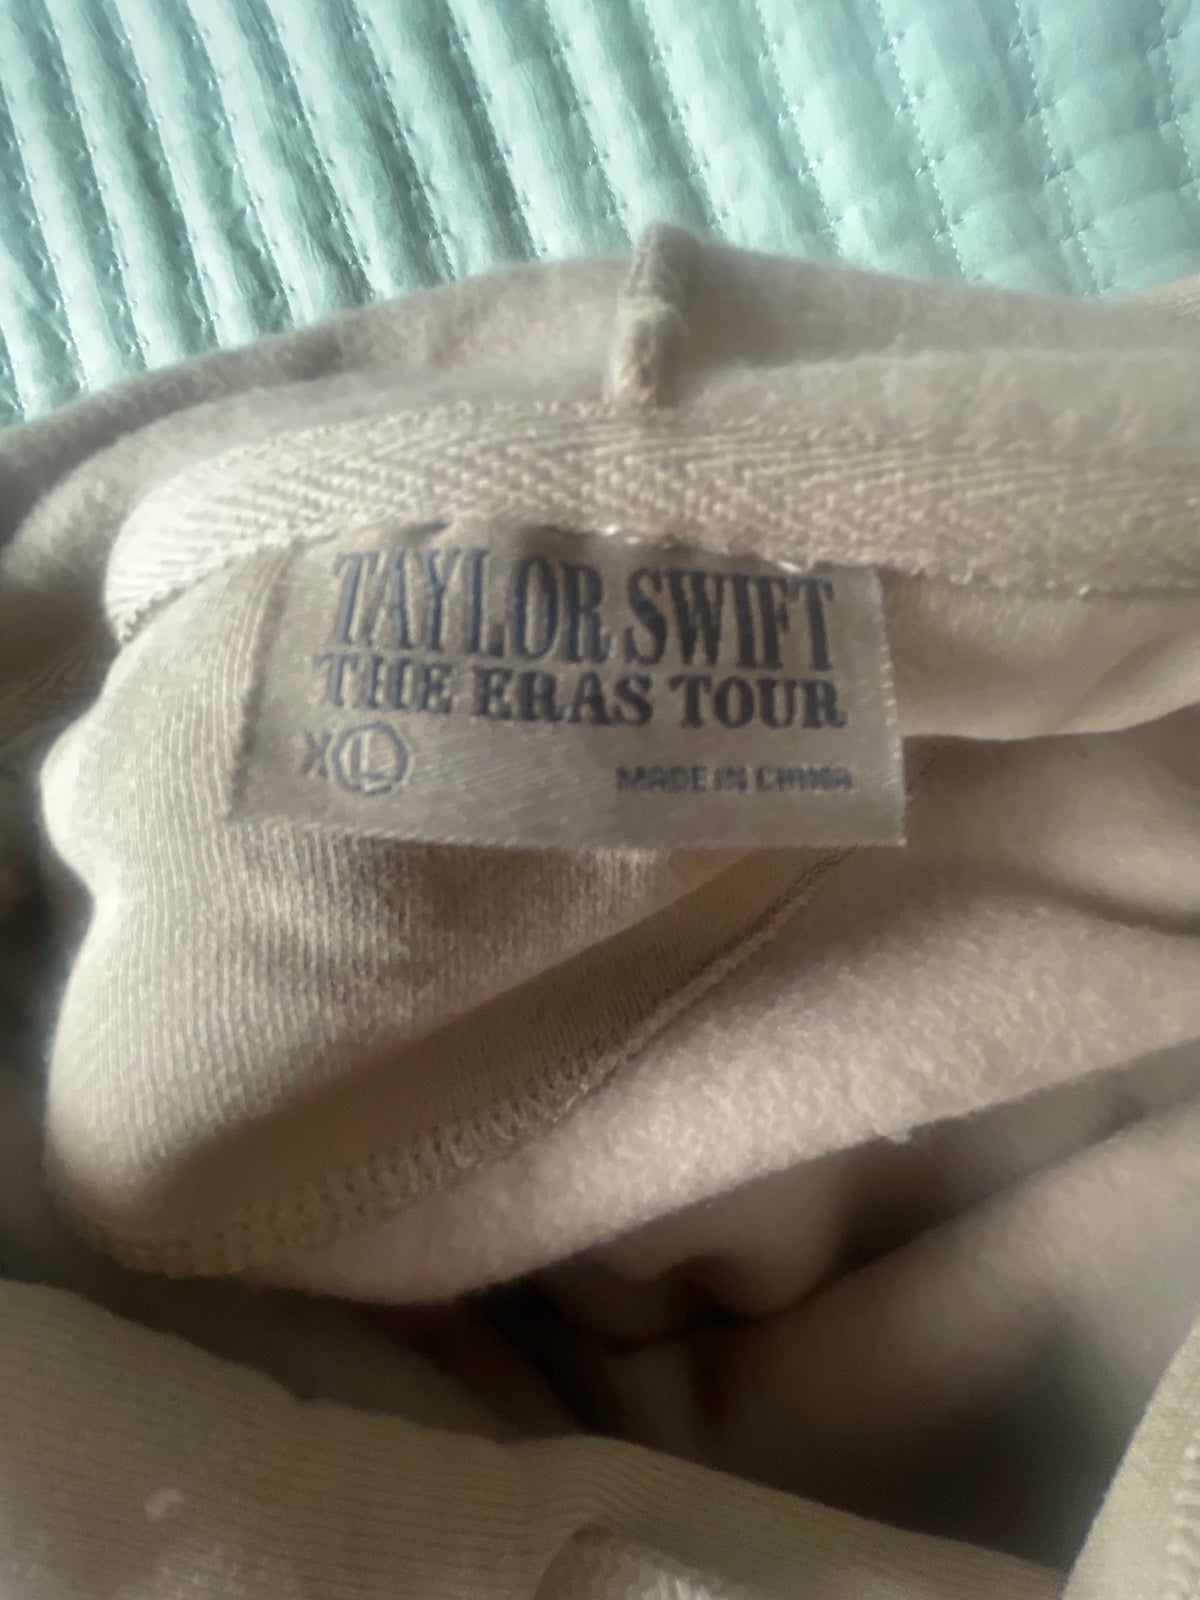 TAYLOR SWIFT
THE ERAS TOUR
XL MADE IN CHINA